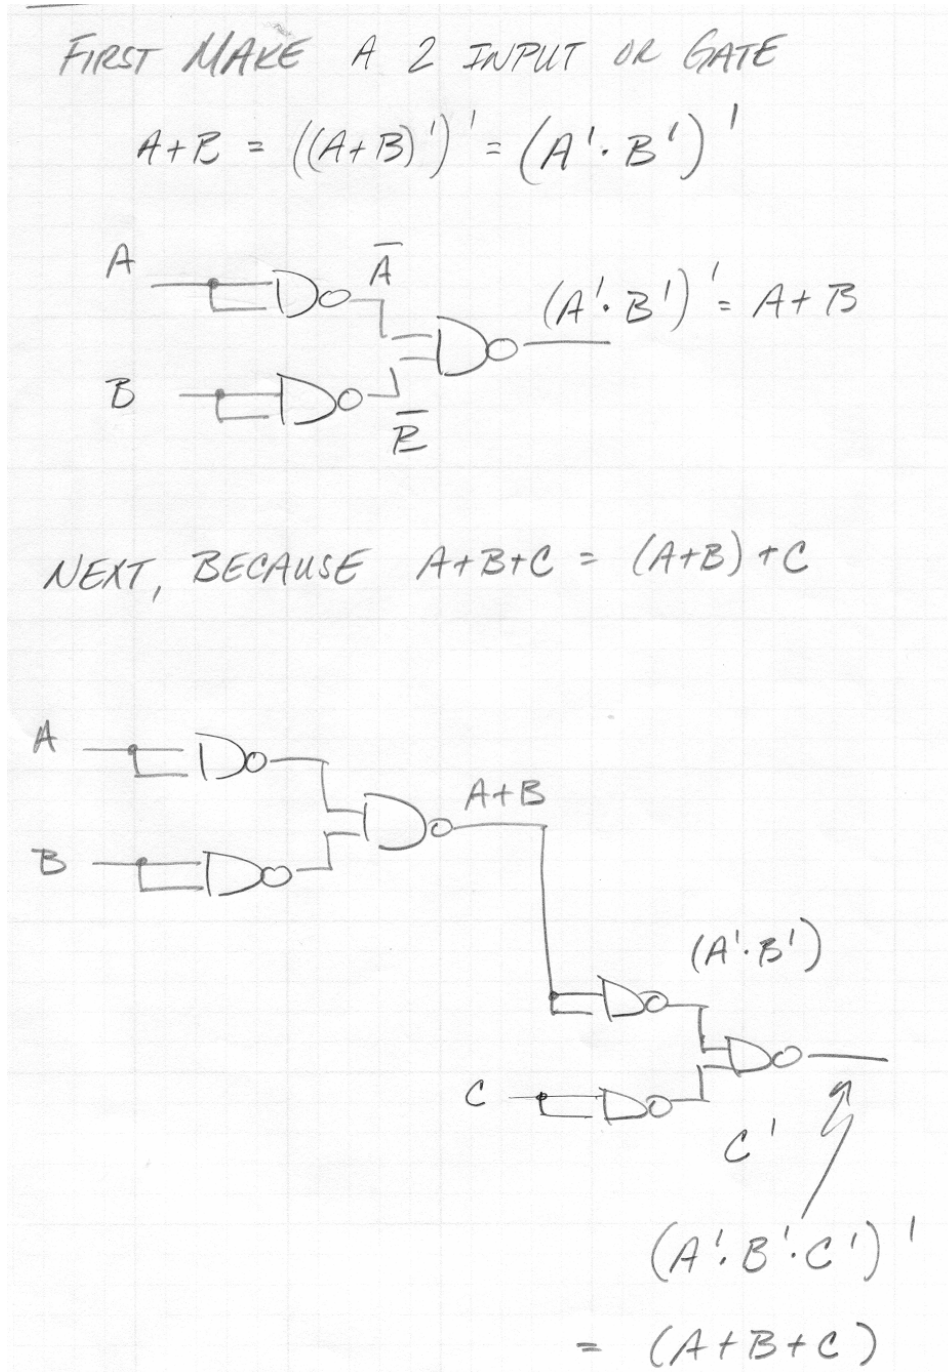 FIRST MAKE A 2 INPUT OR GATE
A+B = ((A+B)')' = (A'·B')'
A
A̅
(A'·B')' = A+B
B
B̅
NEXT, BECAUSE A+B+C = (A+B)+C
A
A+B
B
(A'·B')
C
C'
(A'·B'·C')'
= (A+B+C)